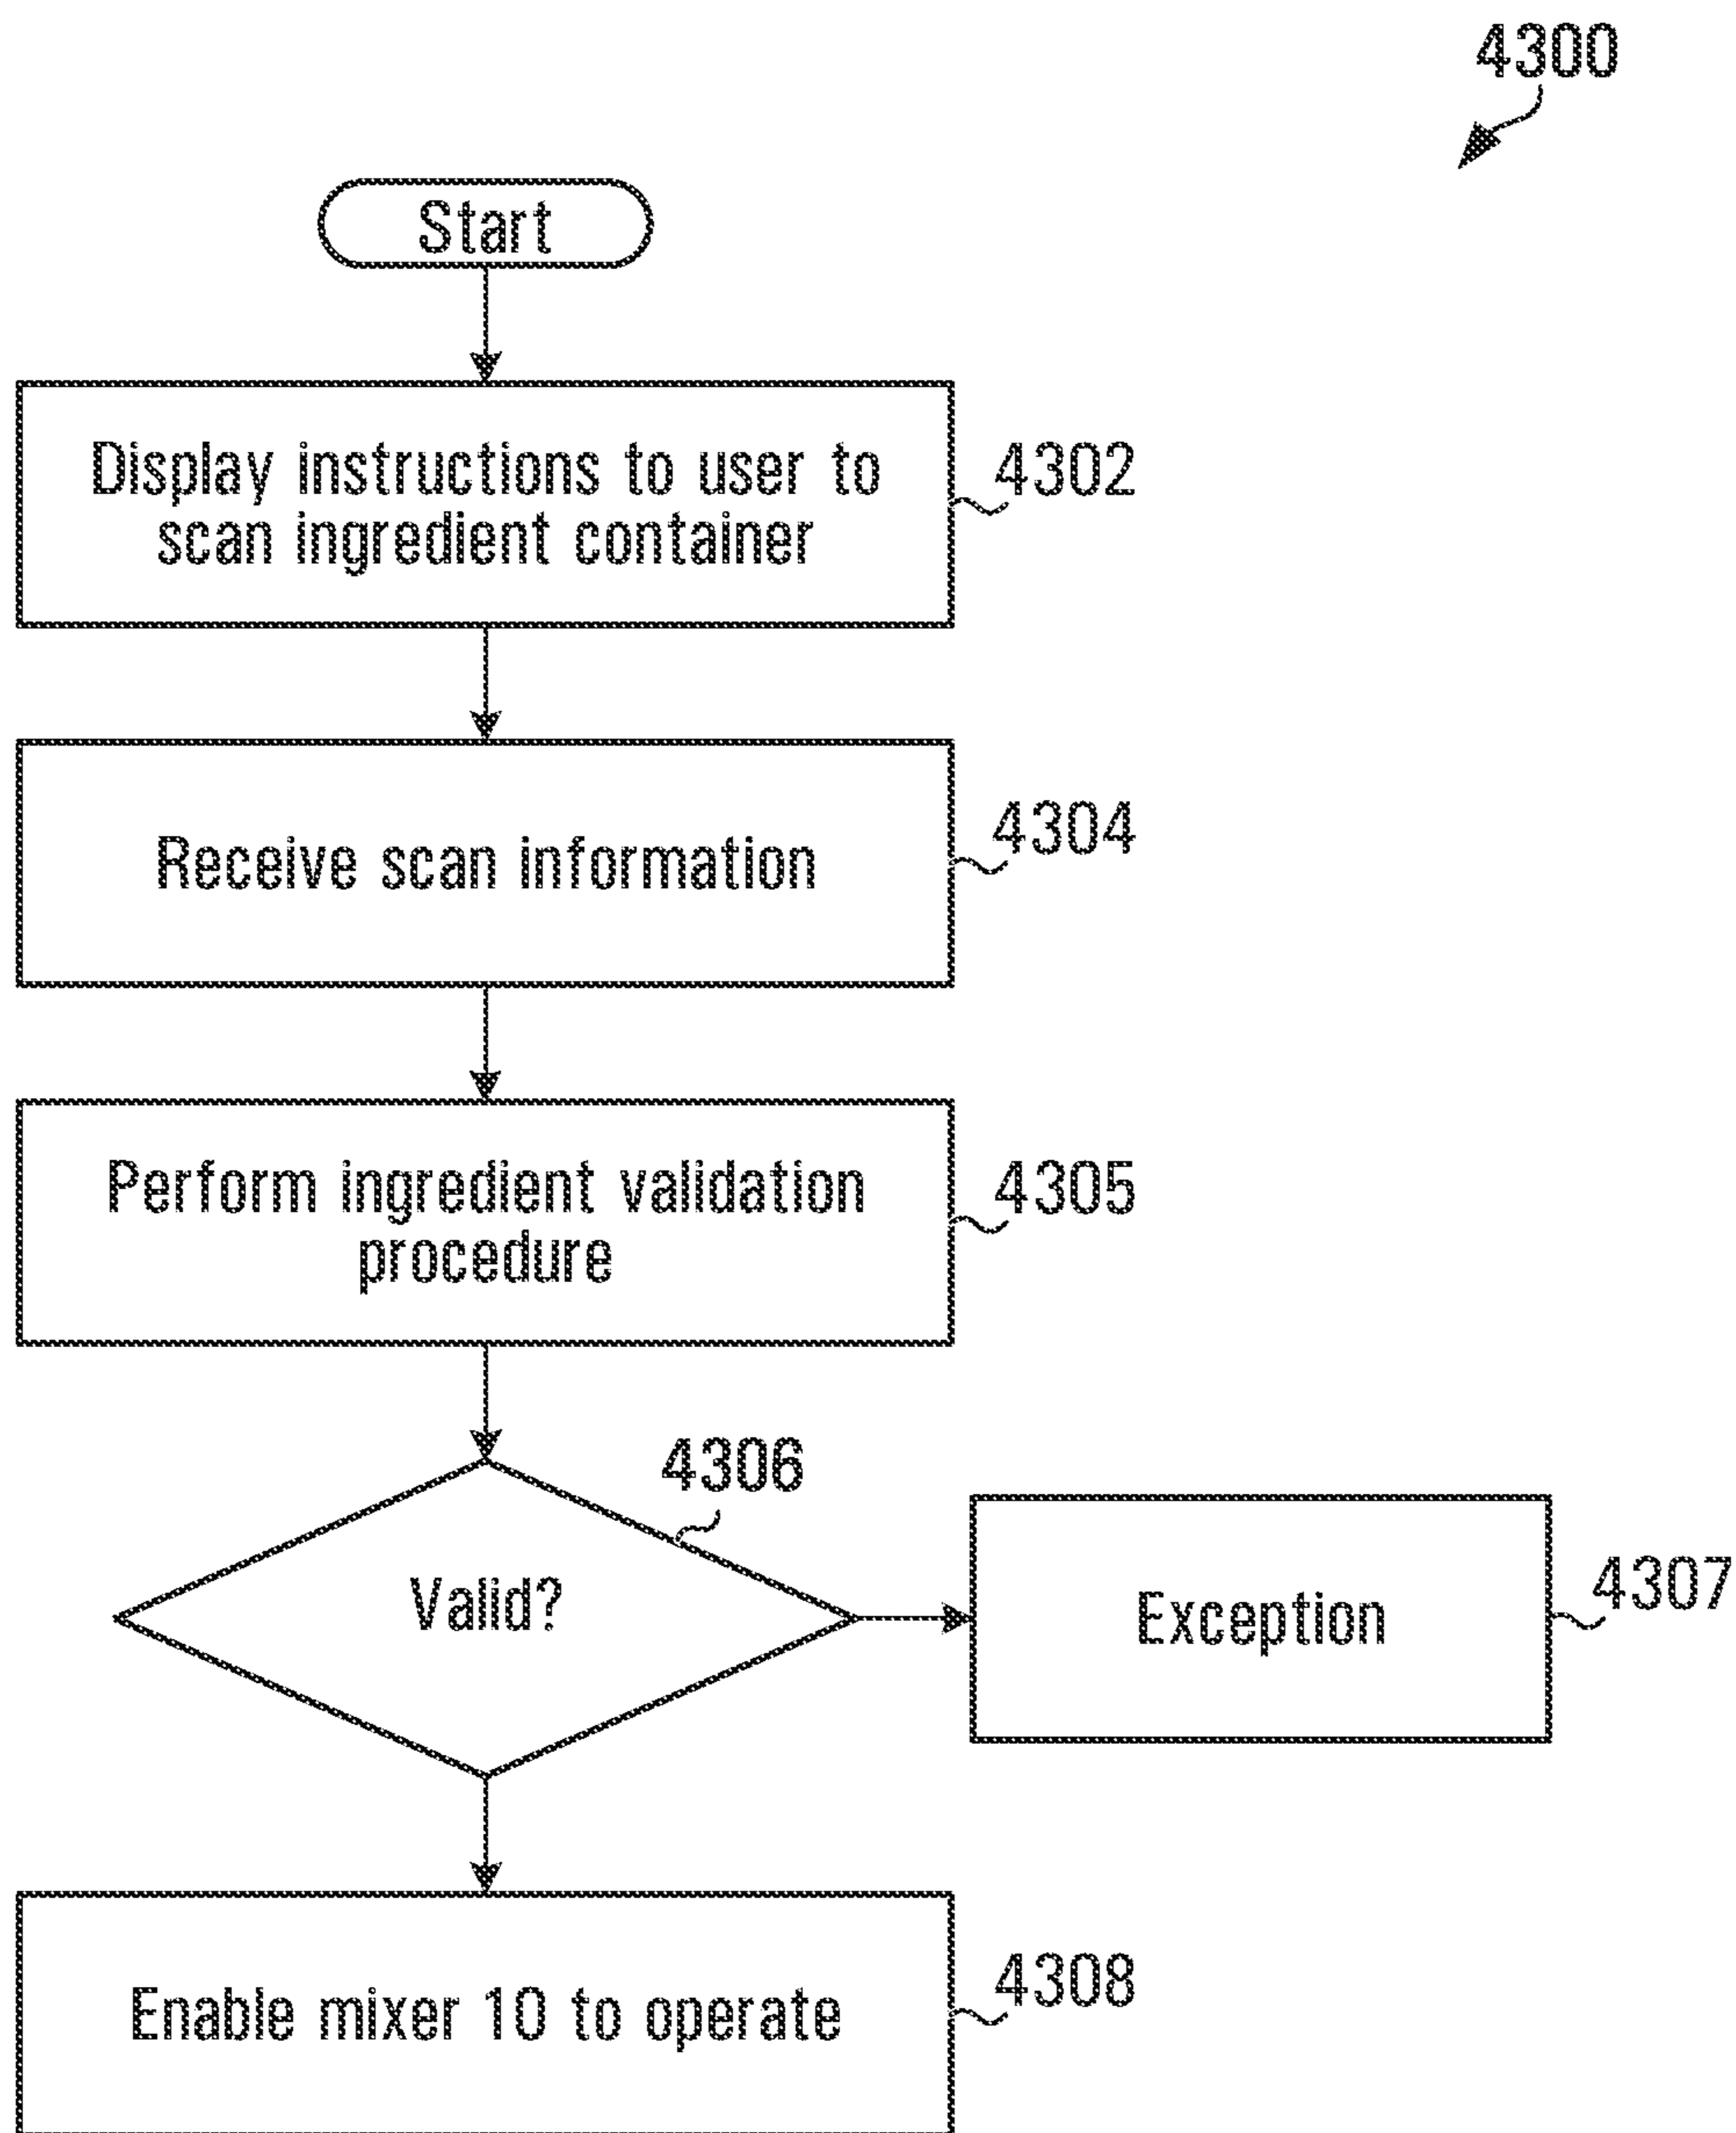 4300
Start
Display instructions to user to
scan ingredient container
4302
Receive scan information
4304
Perform ingredient validation
procedure
4305
4306
Valid?
Exception
4307
Enable mixer 10 to operate
4308